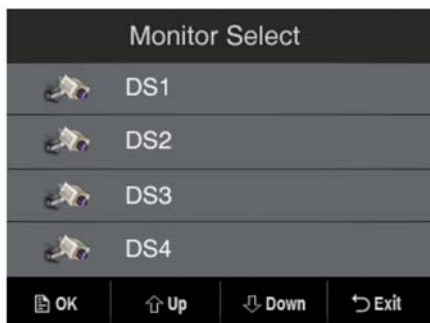 Monitor Select
DS1
DS2
DS3
DS4
OK Up Down Exit